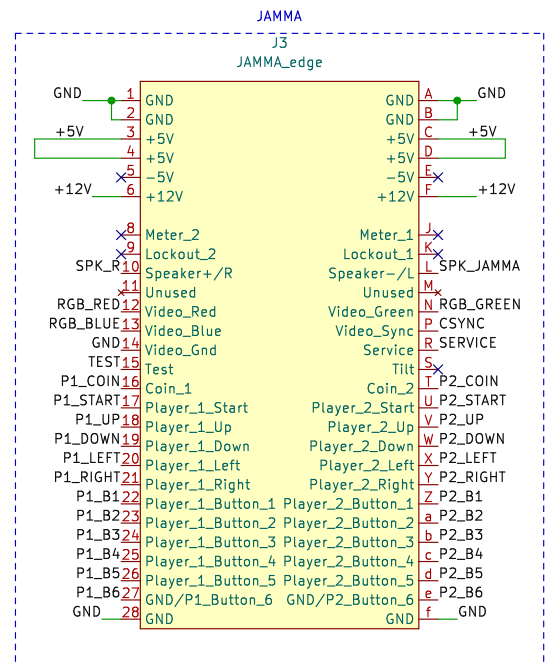 JAMMA
J3
JAMMA_edge
GND 1 GND GND A GND
2 GND GND B
+5V 3 +5V +5V C +5V
4 +5V +5V D
5 -5V -5V E
+12V 6 +12V +12V F +12V
8 Meter_2 Meter_1 J
9 Lockout_2 Lockout_1 K
SPK_R 10 Speaker+/R Speaker-/L L SPK_JAMMA
11 Unused Unused M
RGB_RED 12 Video_Red Video_Green N RGB_GREEN
RGB_BLUE 13 Video_Blue Video_Sync P CSYNC
GND 14 Video_Gnd Service R SERVICE
TEST 15 Test Tilt S
P1_COIN 16 Coin_1 Coin_2 T P2_COIN
P1_START 17 Player_1_Start Player_2_Start U P2_START
P1_UP 18 Player_1_Up Player_2_Up V P2_UP
P1_DOWN 19 Player_1_Down Player_2_Down W P2_DOWN
P1_LEFT 20 Player_1_Left Player_2_Left X P2_LEFT
P1_RIGHT 21 Player_1_Right Player_2_Right Y P2_RIGHT
P1_B1 22 Player_1_Button_1 Player_2_Button_1 Z P2_B1
P1_B2 23 Player_1_Button_2 Player_2_Button_2 a P2_B2
P1_B3 24 Player_1_Button_3 Player_2_Button_3 b P2_B3
P1_B4 25 Player_1_Button_4 Player_2_Button_4 c P2_B4
P1_B5 26 Player_1_Button_5 Player_2_Button_5 d P2_B5
P1_B6 27 GND/P1_Button_6 GND/P2_Button_6 e P2_B6
GND 28 GND GND f GND